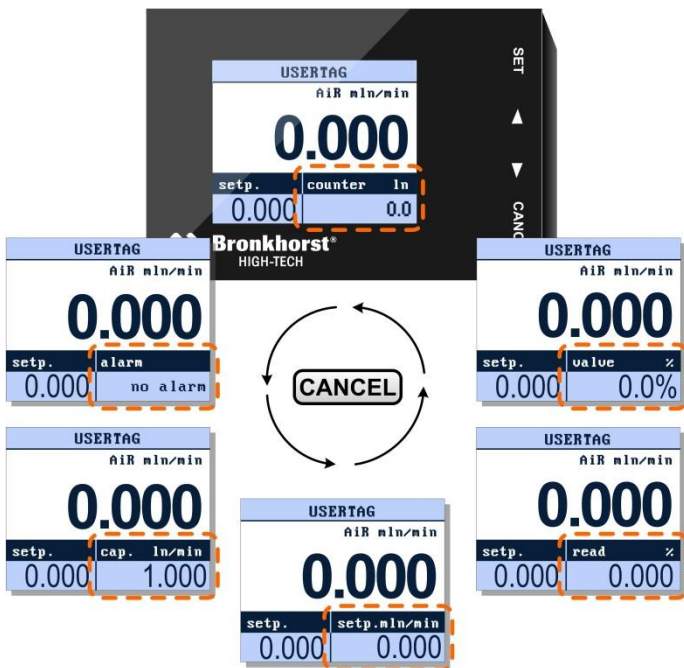 USERTAG
AiR mln/min
0.000
setp. counter ln
0.000 0.0
SET
CANC
Bronkhorst®
HIGH-TECH
USERTAG
AiR mln/min
0.000
setp. alarm
0.000 no alarm
USERTAG
AiR mln/min
0.000
setp. valve %
0.000 0.0%
CANCEL
USERTAG
AiR mln/min
0.000
setp. cap. ln/min
0.000 1.000
USERTAG
AiR mln/min
0.000
setp. setp.mln/min
0.000 0.000
USERTAG
AiR mln/min
0.000
setp. read %
0.000 0.000